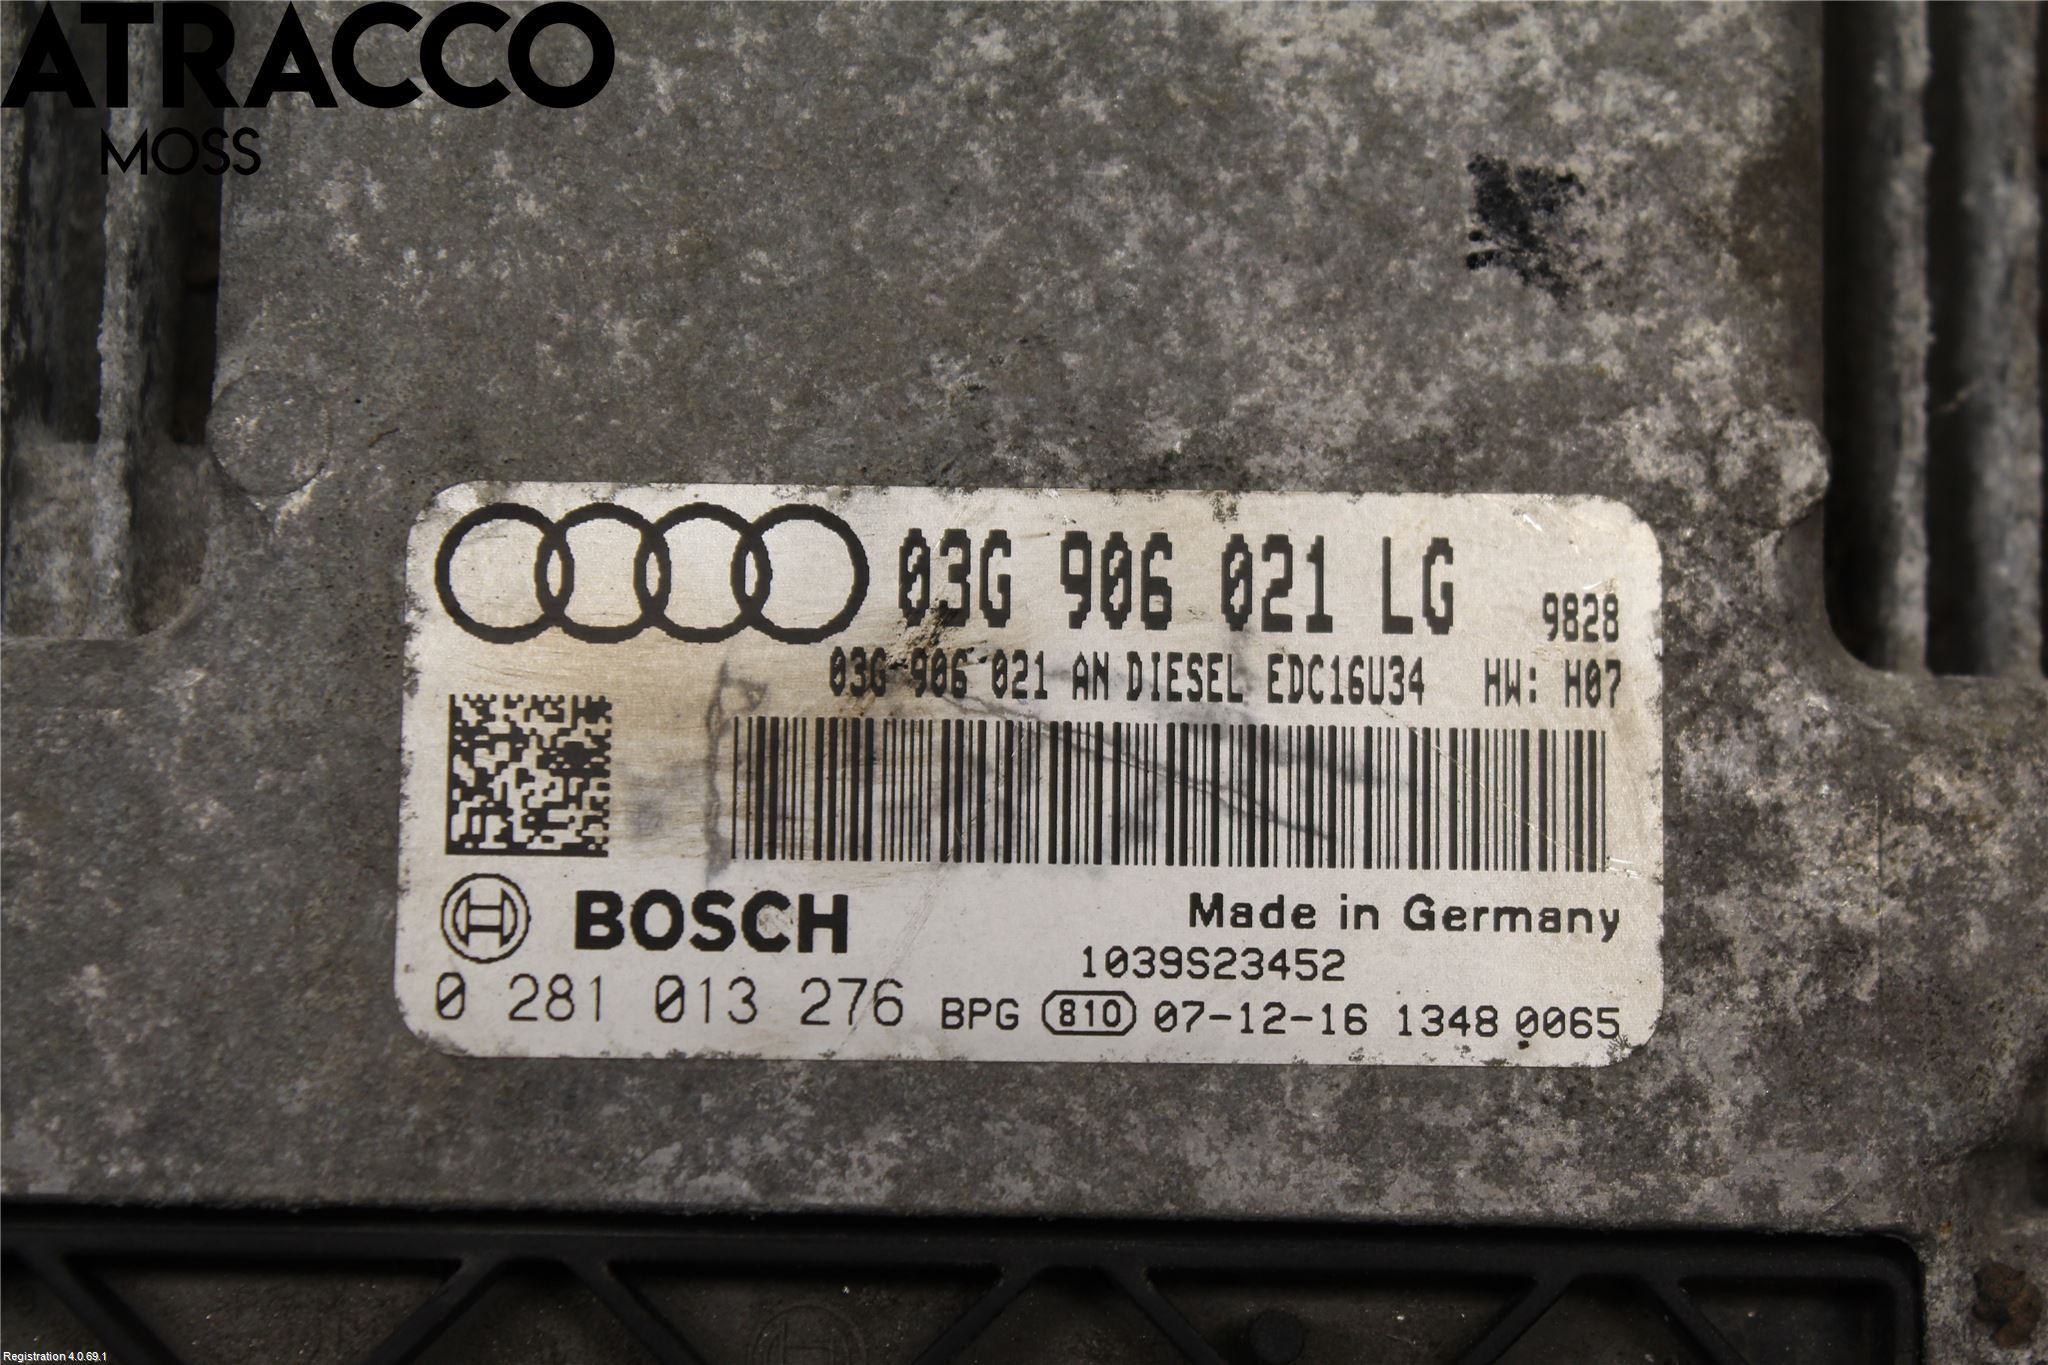 ATRACCO
MOSS
03G 906 021 LG 9828
03G 906 021 AN DIESEL EDC16U34 HW: H07
BOSCH
Made in Germany
1039S23452
0 281 013 276 BPG 810 07-12-16 1348 0065
Registration 4.0.69.1